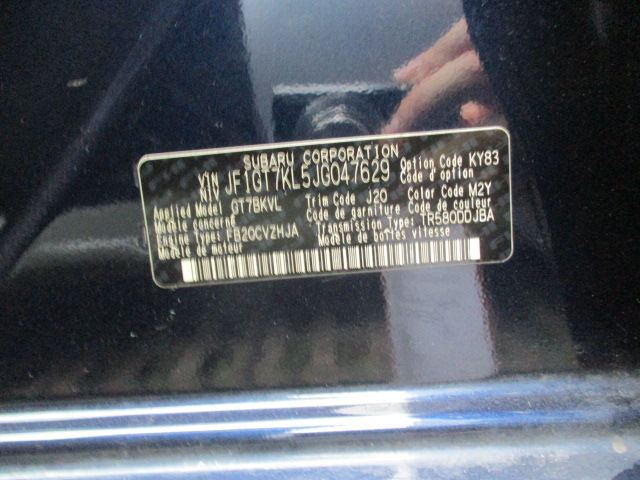 SUBARU CORPORATION
VIN NIV JF1GT7KL5JG047629 Option Code KY83
Code d'option
Applied Model GT7BKVL Trim Code J20 Color Code M2Y
Modèle concerné Code de garniture Code de couleur
Engine Type FB20CVZHJA Transmission Type TR580DDJBA
Modèle du moteur Modèle de boîtes vitesse